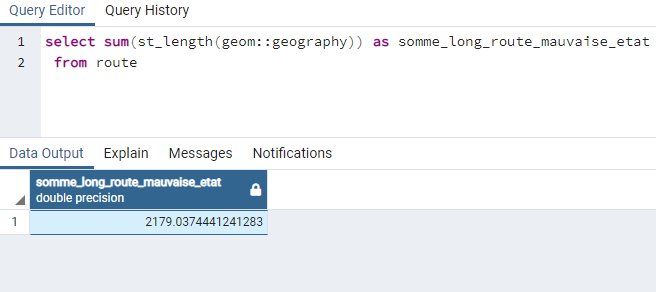 Query Editor Query History
1 select sum(st_length(geom::geography)) as somme_long_route_mauvaise_etat
2 from route
Data Output Explain Messages Notifications
somme_long_route_mauvaise_etat
double precision
1 2179.0374441241283